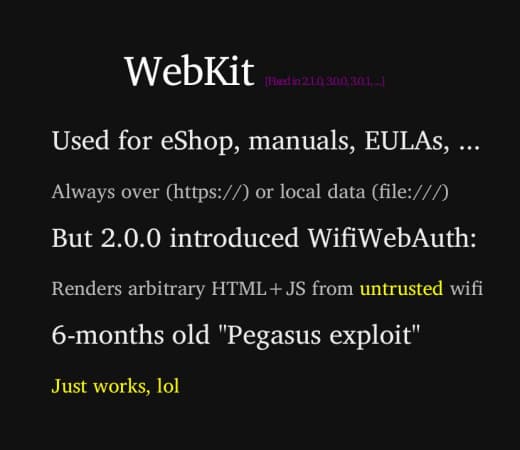 WebKit [Fixed in 2.1.0, 3.0.0, 3.0.1, ...]
Used for eShop, manuals, EULAs, ...
Always over (https://) or local data (file:///)
But 2.0.0 introduced WifiWebAuth:
Renders arbitrary HTML+JS from untrusted wifi
6-months old "Pegasus exploit"
Just works, lol